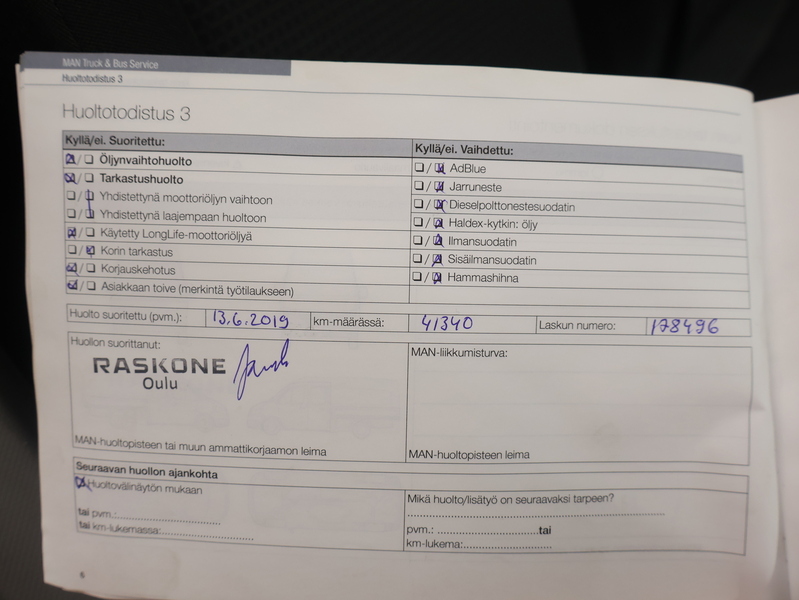 MAN Truck & Bus Service
Huoltotodistus 3
Huoltotodistus 3
Kyllä/ei. Suoritettu:
☒ / ☐ Öljynvaihtohuolto
☒ / ☐ Tarkastushuolto
☐ / ☒ Yhdistettynä moottoriöljyn vaihtoon
☐ / ☒ Yhdistettynä laajempaan huoltoon
☒ / ☐ Käytetty LongLife-moottoriöljyä
☐ / ☒ Korin tarkastus
☒ / ☐ Korjauskehotus
☒ / ☐ Asiakkaan toive (merkintä työtilaukseen)
Kyllä/ei. Vaihdettu:
☐ / ☒ AdBlue
☐ / ☒ Jarruneste
☐ / ☒ Dieselpolttonestesuodatin
☐ / ☒ Haldex-kytkin: öljy
☐ / ☒ Ilmansuodatin
☐ / ☒ Sisäilmansuodatin
☐ / ☒ Hammashihna
Huolto suoritettu (pvm.): 13.6.2019 km-määrässä: 41340 Laskun numero: 178496
Huollon suorittanut:
RASKONE
Oulu
MAN-huoltopisteen tai muun ammattikorjaamon leima
MAN-liikkumisturva:
MAN-huoltopisteen leima
Seuraavan huollon ajankohta
☒ Huoltovälinäytön mukaan
tai pvm.:..............................
tai km-lukemassa:..........................
Mikä huolto/lisätyö on seuraavaksi tarpeen?
..............................................................
pvm.: ..............................tai
km-lukema:..........................
6